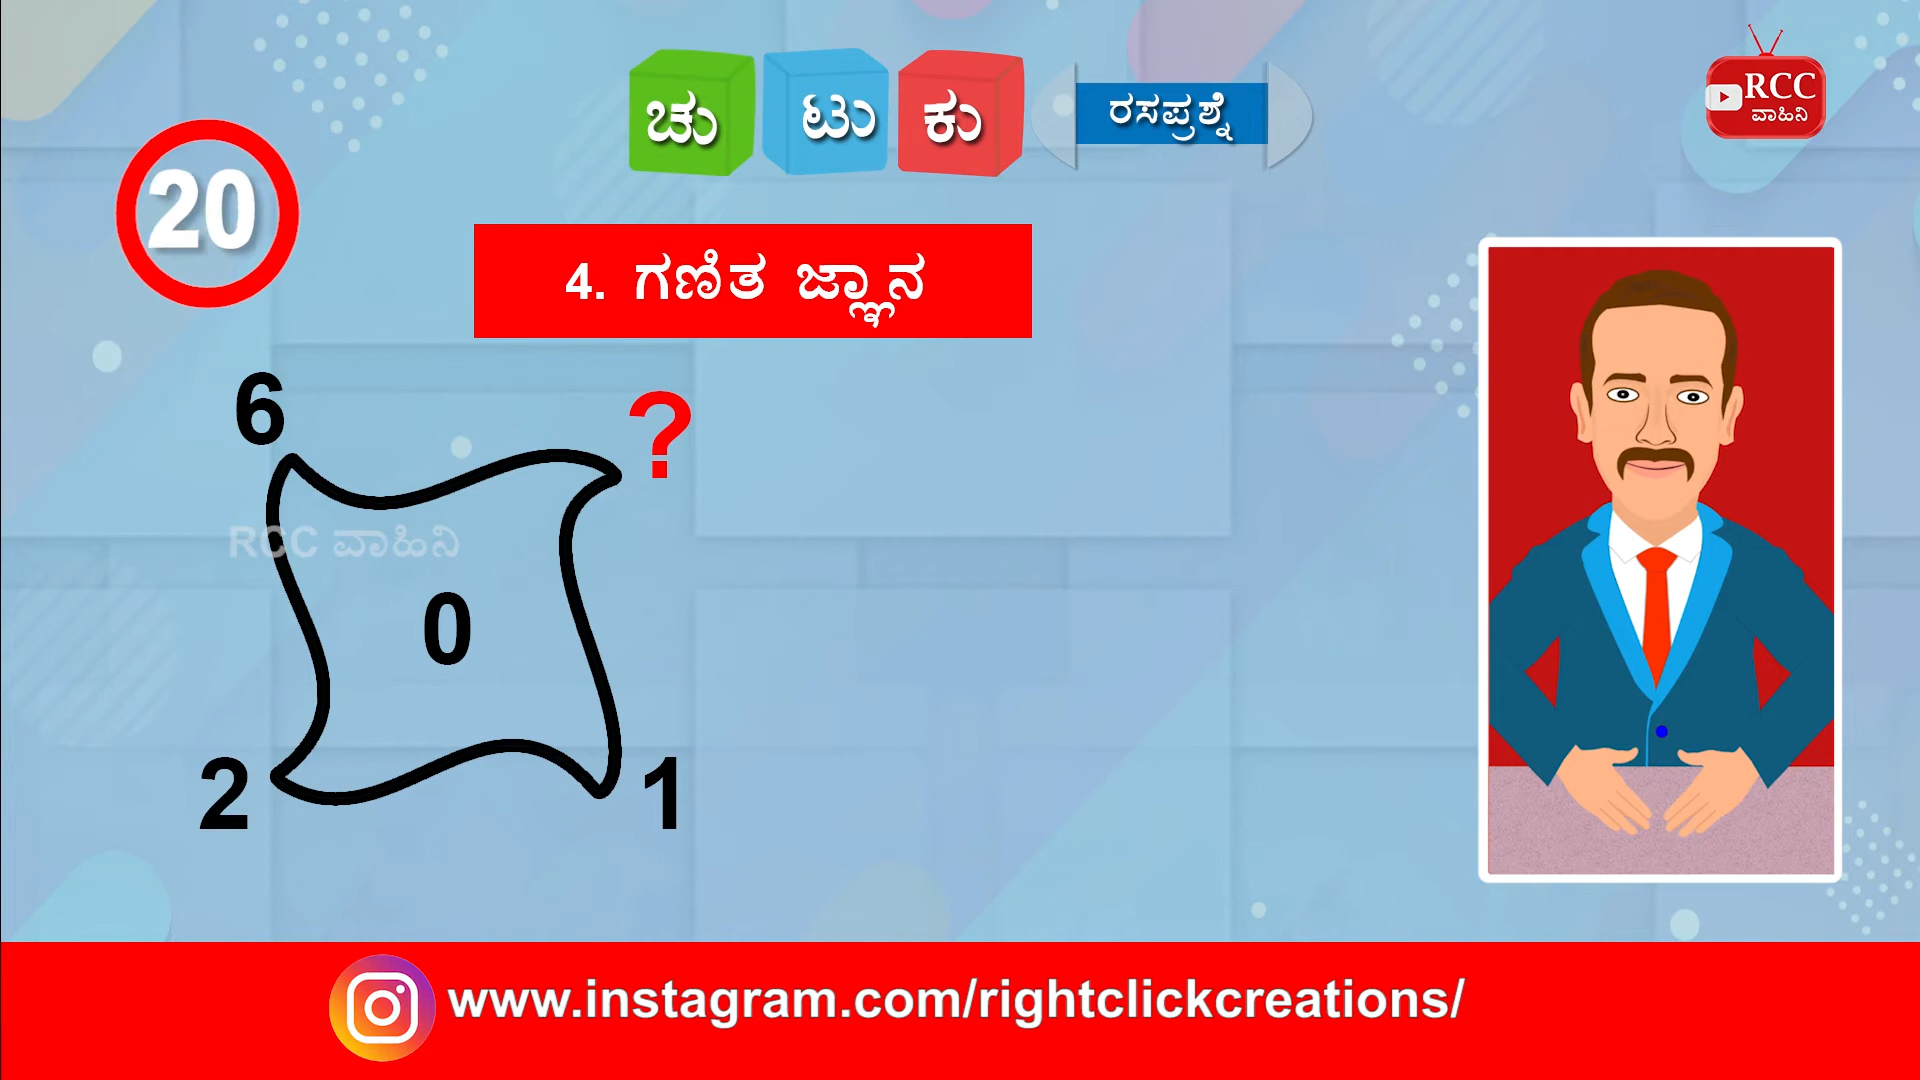 ಚು ಟು ಕು ರಸಪ್ರಶ್ನೆ
RCC
ವಾಹಿನಿ
20
4. ಗಣಿತ ಜ್ಞಾನ
6 ?
RCC ವಾಹಿನಿ
0
2 1
www.instagram.com/rightclickcreations/